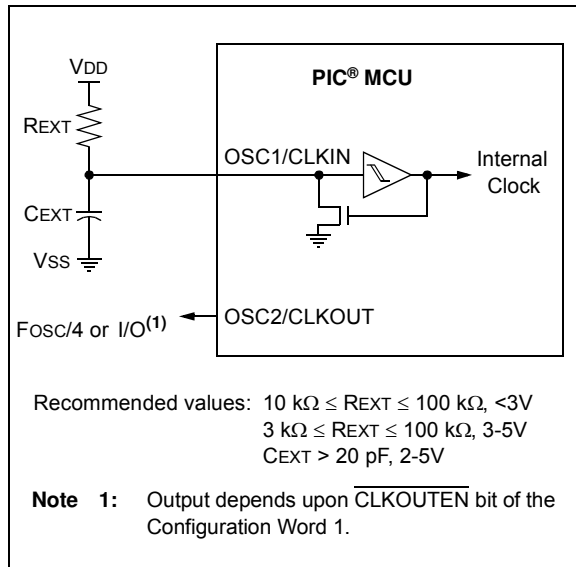 VDD
PIC® MCU
REXT
OSC1/CLKIN
Internal
Clock
CEXT
VSS
OSC2/CLKOUT
FOSC/4 or I/O(1)
Recommended values: 10 kΩ ≤ REXT ≤ 100 kΩ, <3V
3 kΩ ≤ REXT ≤ 100 kΩ, 3-5V
CEXT > 20 pF, 2-5V
Note 1: Output depends upon CLKOUTEN bit of the
Configuration Word 1.